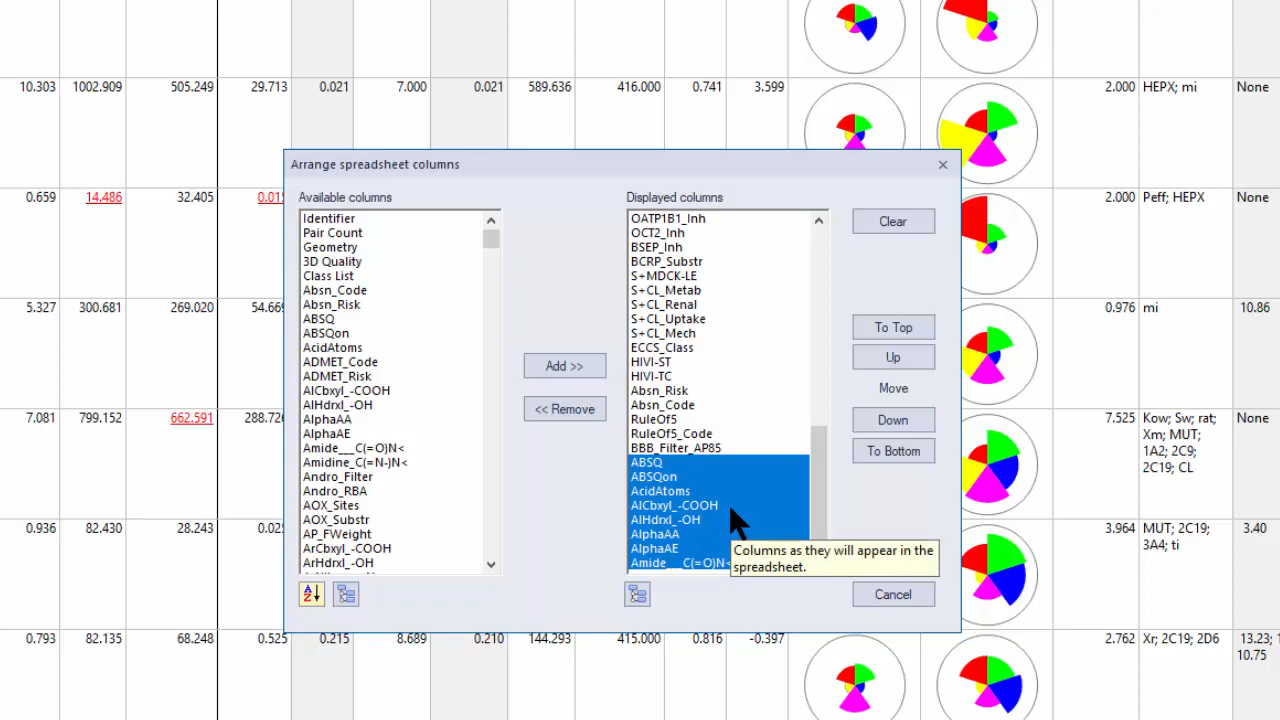 10.303 1002.909 505.249 29.713 0.021 7.000 0.021 589.636 416.000 0.741 3.599 2.000 HEPX; mi None
Arrange spreadsheet columns
Available columns
Identifier
Pair Count
Geometry
3D Quality
Class List
Absn_Code
Absn_Risk
ABSQ
ABSQon
AcidAtoms
ADMET_Code
ADMET_Risk
AlCbxyl_-COOH
AlHdrxl_-OH
AlphaAA
AlphaAE
Amide___C(=O)N<
Amidine_C(=N-)N<
Andro_Filter
Andro_RBA
AOX_Sites
AOX_Substr
AP_FWeight
ArCbxyl_-COOH
ArHdrxl_-OH
Add >>
<< Remove
Displayed columns
OATP1B1_Inh
OCT2_Inh
BSEP_Inh
BCRP_Substr
S+MDCK-LE
S+CL_Metab
S+CL_Renal
S+CL_Uptake
S+CL_Mech
ECCS_Class
HIVI-ST
HIVI-TC
Absn_Risk
Absn_Code
RuleOf5
RuleOf5_Code
BBB_Filter_AP85
ABSQ
ABSQon
AcidAtoms
AlCbxyl_-COOH
AlHdrxl_-OH
AlphaAA
AlphaAE
Amide___C(=O)N<
Columns as they will appear in the
spreadsheet.
Clear
To Top
Up
Move
Down
To Bottom
Cancel
0.659 14.486 32.405 2.000 Peff; HEPX None
5.327 300.681 269.020 0.976 mi 10.86
7.081 799.152 662.591 7.525 Kow; Sw; rat; None
Xm; MUT;
1A2; 2C9;
2C19; CL
0.936 82.430 28.243 3.964 MUT; 2C19; 3.40
3A4; ti
0.793 82.135 68.248 0.525 0.215 8.689 0.210 144.293 415.000 0.816 -0.397 2.762 Xr; 2C19; 2D6 13.23;
10.75